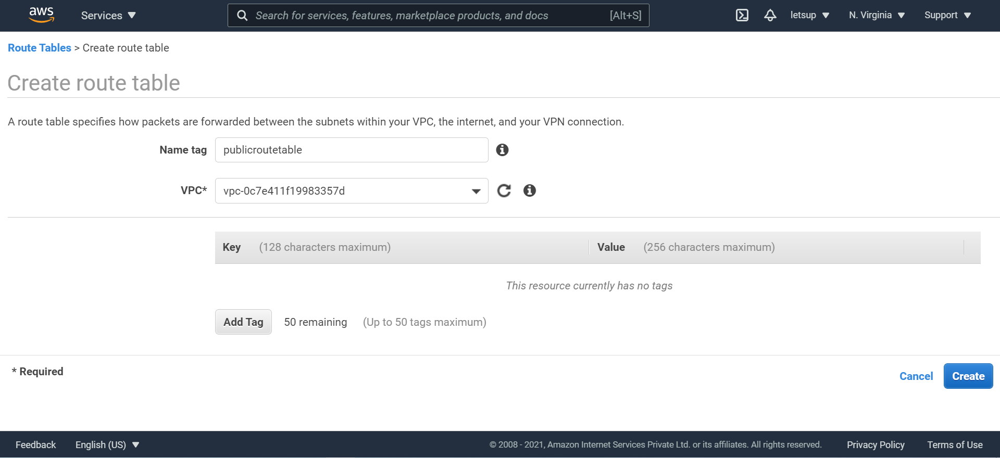 aws Services Search for services, features, marketplace products, and docs [Alt+S] letsup N. Virginia Support
Route Tables > Create route table
Create route table
A route table specifies how packets are forwarded between the subnets within your VPC, the internet, and your VPN connection.
Name tag publicroutetable
VPC* vpc-0c7e411f19983357d
Key (128 characters maximum) Value (256 characters maximum)
This resource currently has no tags
Add Tag 50 remaining (Up to 50 tags maximum)
* Required
Cancel Create
Feedback English (US) © 2008 - 2021, Amazon Internet Services Private Ltd. or its affiliates. All rights reserved. Privacy Policy Terms of Use